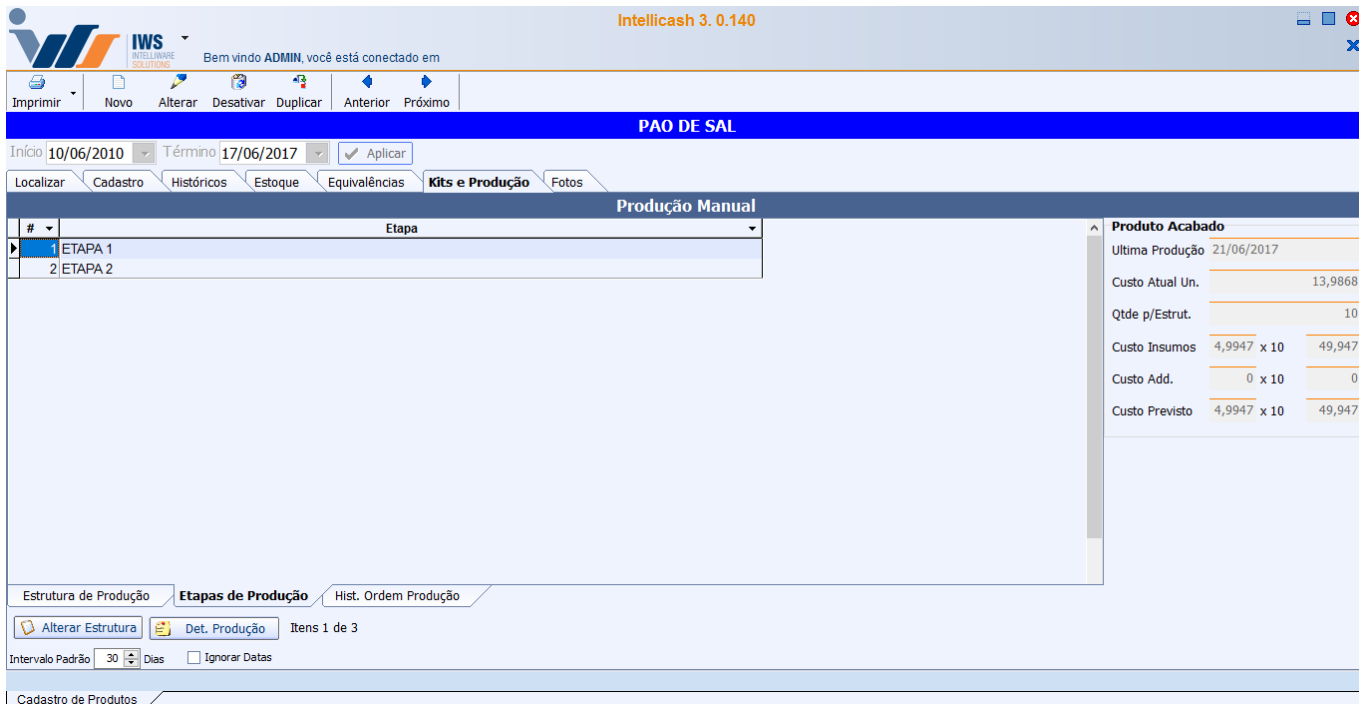 Intellicash 3. 0.140
IWS
INTELLIWARE
SOLUTIONS
Bem vindo ADMIN, você está conectado em
Imprimir Novo Alterar Desativar Duplicar Anterior Próximo
PAO DE SAL
Início 10/06/2010 Término 17/06/2017 Aplicar
Localizar Cadastro Históricos Estoque Equivalências Kits e Produção Fotos
Produção Manual
# Etapa
1 ETAPA 1
2 ETAPA 2
Produto Acabado
Ultima Produção 21/06/2017
Custo Atual Un. 13,9868
Qtde p/Estrut. 10
Custo Insumos 4,9947 x 10 49,947
Custo Add. 0 x 10 0
Custo Previsto 4,9947 x 10 49,947
Estrutura de Produção Etapas de Produção Hist. Ordem Produção
Alterar Estrutura Det. Produção Itens 1 de 3
Intervalo Padrão 30 Dias Ignorar Datas
Cadastro de Produtos